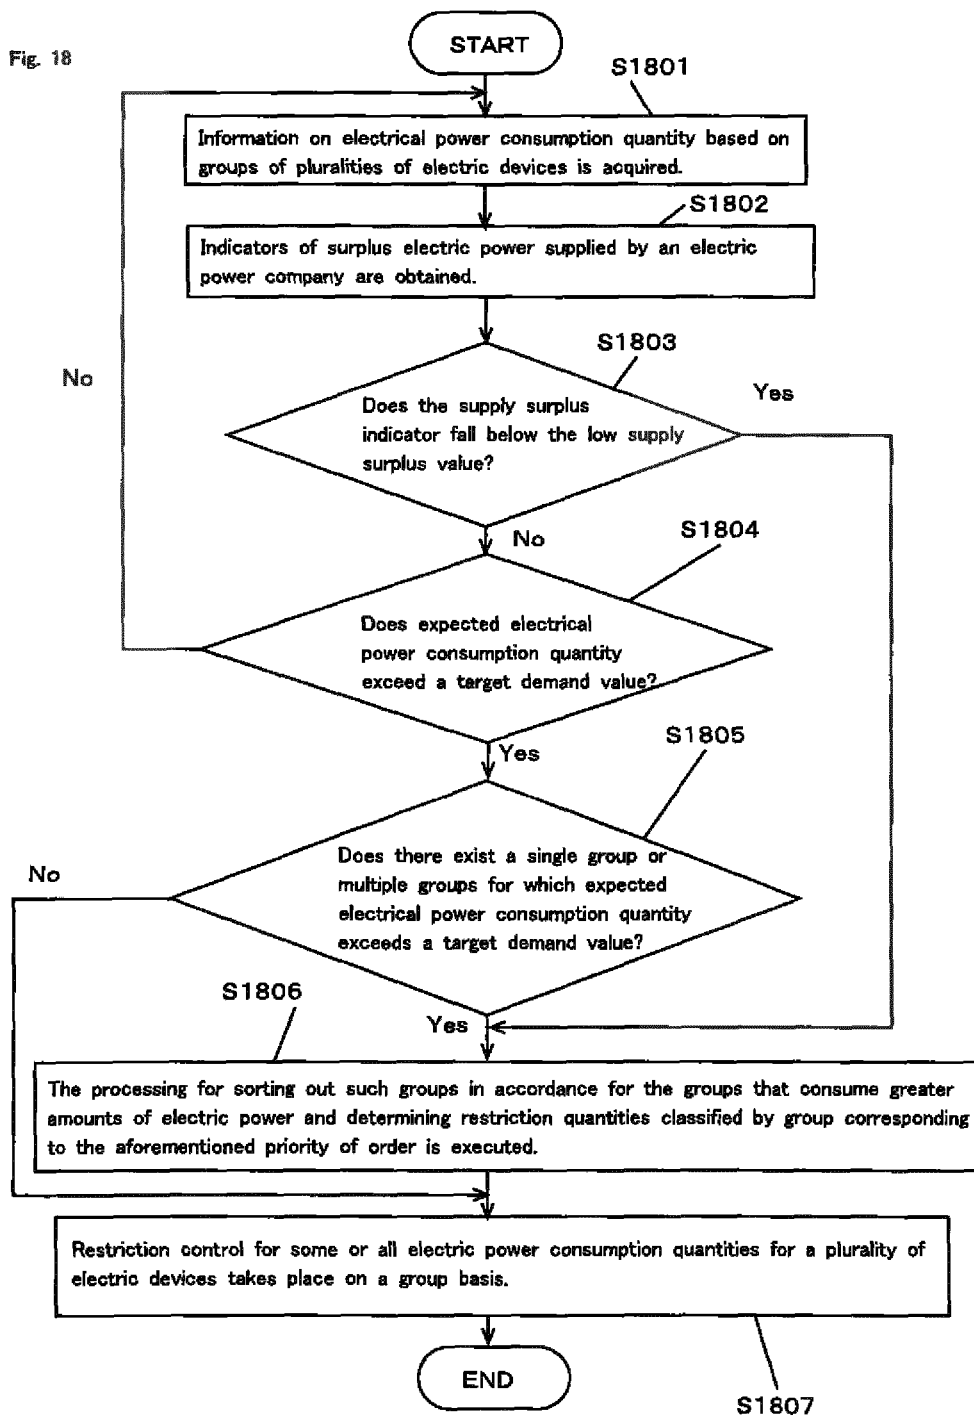 Fig. 18
START
S1801
Information on electrical power consumption quantity based on
groups of pluralities of electric devices is acquired.
S1802
Indicators of surplus electric power supplied by an electric
power company are obtained.
S1803
No
Yes
Does the supply surplus
indicator fall below the low supply
surplus value?
No
S1804
Does expected electrical
power consumption quantity
exceed a target demand value?
Yes
S1805
No
Does there exist a single group or
multiple groups for which expected
electrical power consumption quantity
exceeds a target demand value?
S1806
Yes
The processing for sorting out such groups in accordance for the groups that consume greater
amounts of electric power and determining restriction quantities classified by group corresponding
to the aforementioned priority of order is executed.
Restriction control for some or all electric power consumption quantities for a plurality of
electric devices takes place on a group basis.
END
S1807